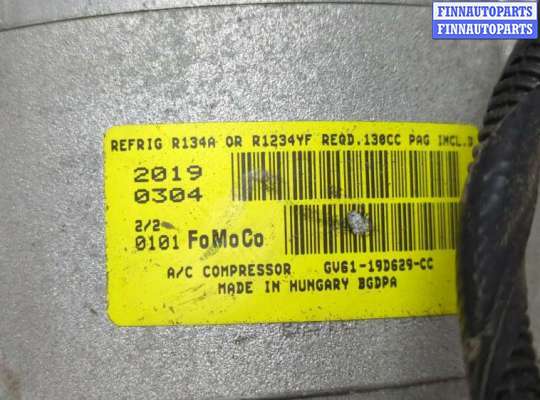 FINNAUTOPARTS
FINNAUTOPARTS
REFRIG R134A OR R1234YF REQD.130CC PAG INCL.
2019
0304
2/2
0101 FoMoCo
A/C COMPRESSOR GV61-19D629-CC
MADE IN HUNGARY BGDPA